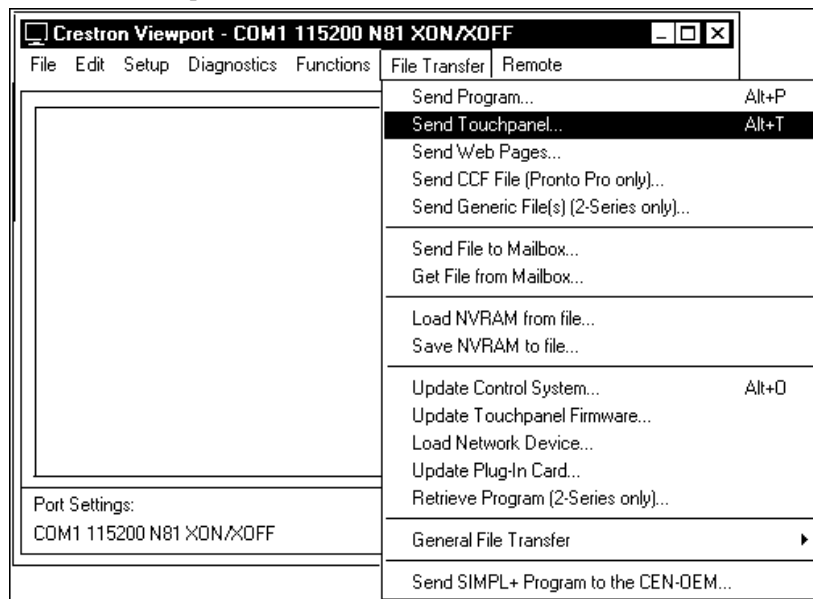 Crestron Viewport - COM1 115200 N81 XON/XOFF
File Edit Setup Diagnostics Functions File Transfer Remote
Send Program... Alt+P
Send Touchpanel... Alt+T
Send Web Pages...
Send CCF File (Pronto Pro only)...
Send Generic File(s) (2-Series only)...
Send File to Mailbox...
Get File from Mailbox...
Load NVRAM from file...
Save NVRAM to file...
Update Control System... Alt+O
Update Touchpanel Firmware...
Load Network Device...
Update Plug-In Card...
Retrieve Program (2-Series only)...
General File Transfer
Send SIMPL+ Program to the CEN-OEM...
Port Settings:
COM1 115200 N81 XON/XOFF